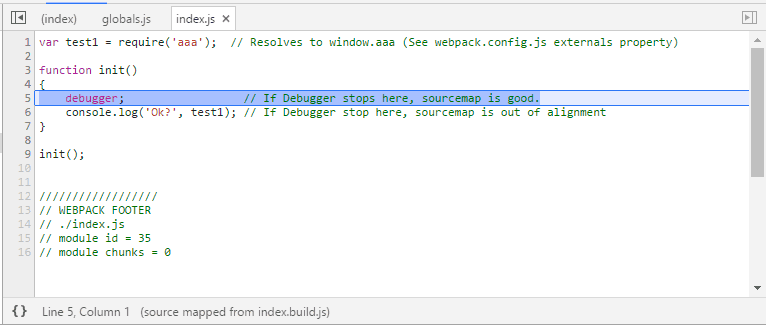 (index) globals.js index.js ×
1 var test1 = require('aaa');  // Resolves to window.aaa (See webpack.config.js externals property)
2
3 function init()
4 {
5     debugger;                  // If Debugger stops here, sourcemap is good.
6     console.log('Ok?', test1); // If Debugger stop here, sourcemap is out of alignment
7 }
8
9 init();
10
11
12 //////////////////
13 // WEBPACK FOOTER
14 // ./index.js
15 // module id = 35
16 // module chunks = 0
{} Line 5, Column 1 (source mapped from index.build.js)